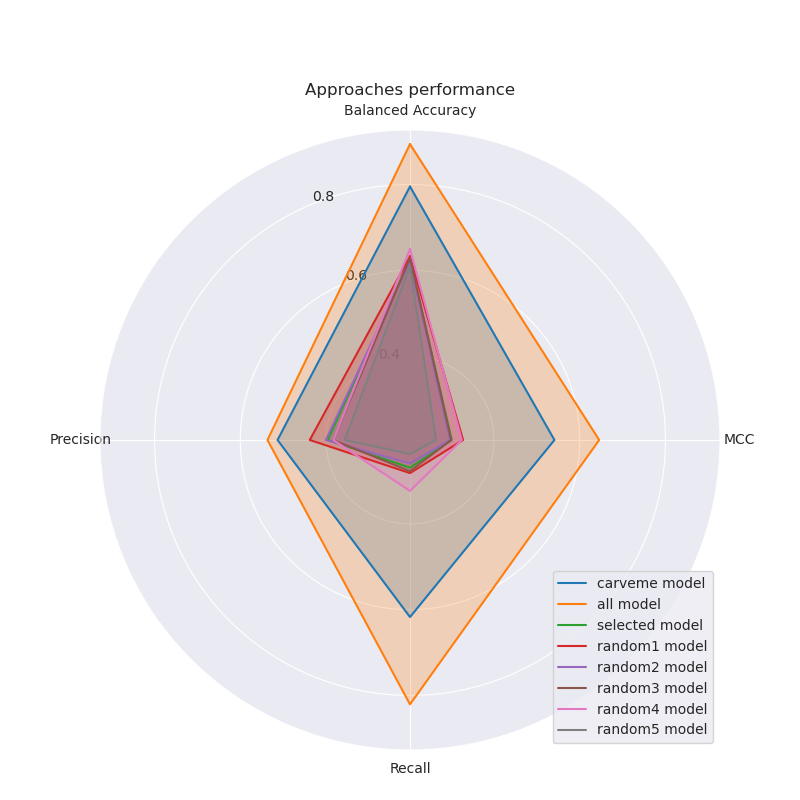 Approaches performance
Balanced Accuracy
0.8
0.6
0.4
Precision
MCC
carveme model
all model
selected model
random1 model
random2 model
random3 model
random4 model
random5 model
Recall